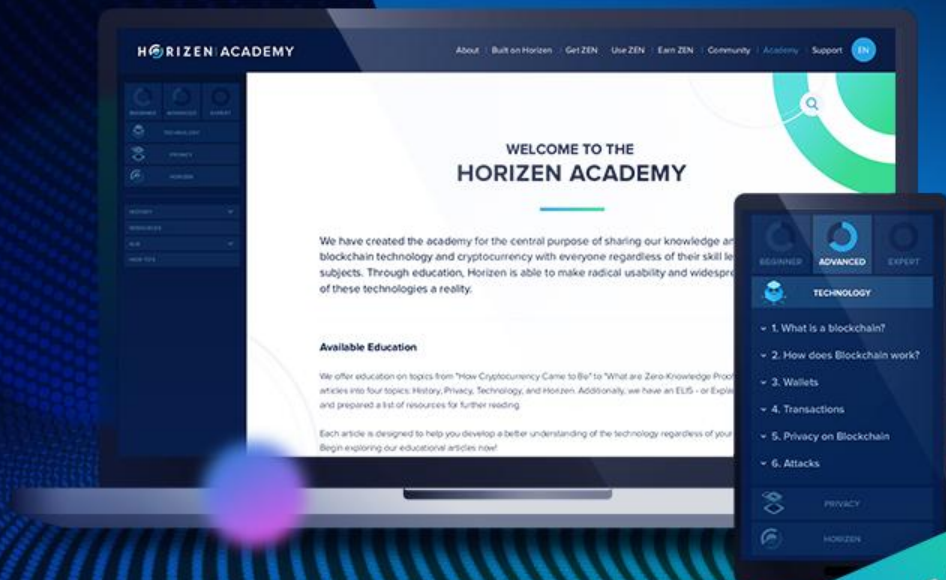 HORIZEN ACADEMY
About Built on Horizen Get ZEN Use ZEN Earn ZEN Community Academy Support EN
BEGINNER ADVANCED EXPERT
TECHNOLOGY
PRIVACY
HORIZEN
HISTORY
RESOURCES
ELI5
HOW TO'S
WELCOME TO THE
HORIZEN ACADEMY
We have created the academy for the central purpose of sharing our knowledge
blockchain technology and cryptocurrency with everyone regardless of their skill
subjects. Through education, Horizen is able to make radical usability and
of these technologies a reality.
Available Education
We offer education on topics from "How Cryptocurrency Came to Be" to "What are Zero-Knowledge
articles into four topics: History, Privacy, Technology, and Horizen. Additionally, we have an ELI5 - or
and prepared a list of resources for further reading.
Each article is designed to help you develop a better understanding of the technology regardless of your
Begin exploring our educational articles now!
BEGINNER ADVANCED EXPERT
TECHNOLOGY
1. What is a blockchain?
2. How does Blockchain work?
3. Wallets
4. Transactions
5. Privacy on Blockchain
6. Attacks
PRIVACY
HORIZEN